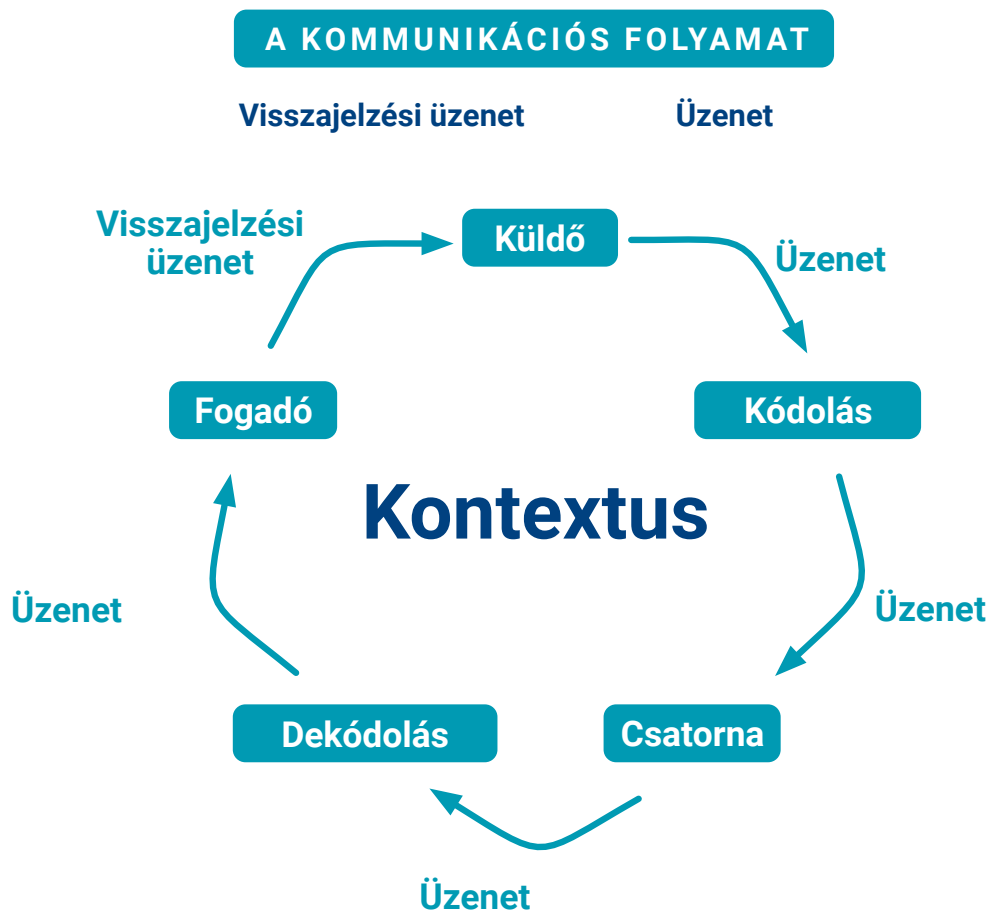 A KOMMUNIKÁCIÓS FOLYAMAT
Visszajelzési üzenet
Üzenet
Visszajelzési
üzenet
Küldő
Üzenet
Fogadó
Kódolás
Kontextus
Üzenet
Üzenet
Dekódolás
Csatorna
Üzenet